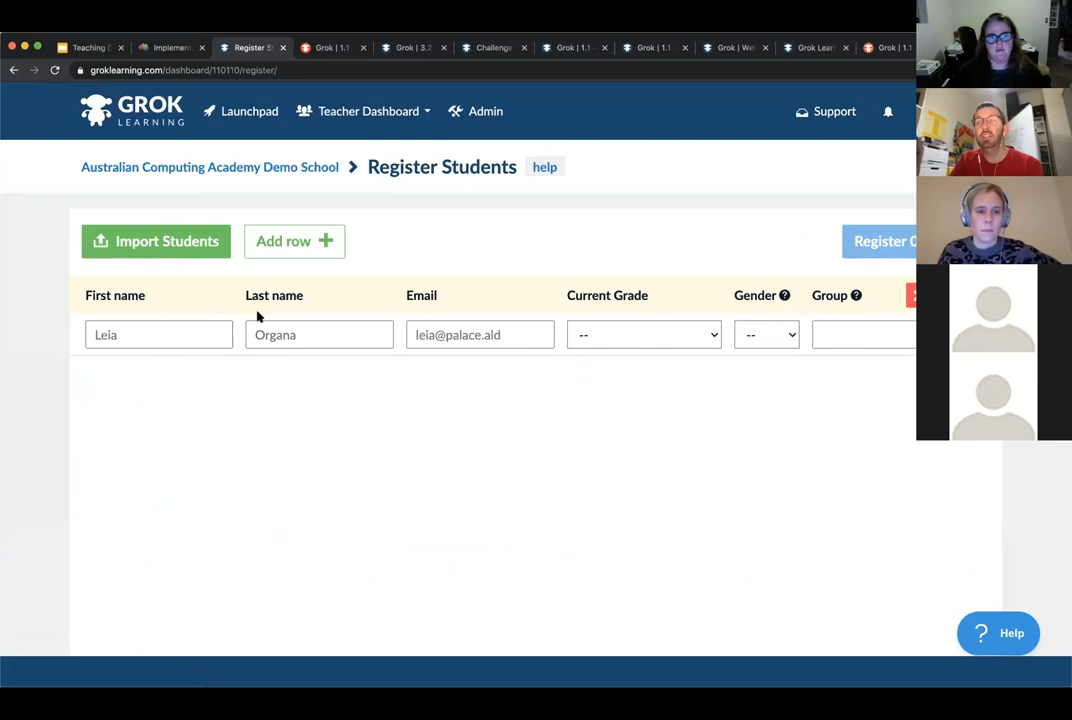 Teaching D
Implemen
Register S
Grok | 1.1
Grok | 3.2
Challenge
Grok | 1.1
Grok | 1.1
Grok | Wel
Grok Lear
Grok | 1.1
groklearning.com/dashboard/110110/register/
GROK
LEARNING
Launchpad
Teacher Dashboard
Admin
Support
Australian Computing Academy Demo School
Register Students
help
Import Students
Add row +
Register 0
First name
Last name
Email
Current Grade
Gender ?
Group ?
Leia
Organa
leia@palace.ald
--
--
? Help